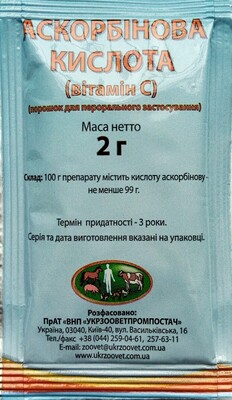 АСКОРБІНОВА
КИСЛОТА
(вітамін С)
(порошок для перорального застосування)
Маса нетто
2 г
Склад: 100 г препарату містить кислоту аскорбінову-
не менше 99 г.
Термін придатності - 3 роки.
Серія та дата виготовлення вказані на упаковці.
Розфасовано:
ПрАТ «ВНП «УКРЗООВЕТПРОМПОСТАЧ»
Україна, 03040, Київ-40, вул. Васильківська, 16
Тел./факс +38 (044) 259-04-61, 257-63-11
E-mail: zoovet@ukrzoovet.com.ua
www.ukrzoovet.com.ua